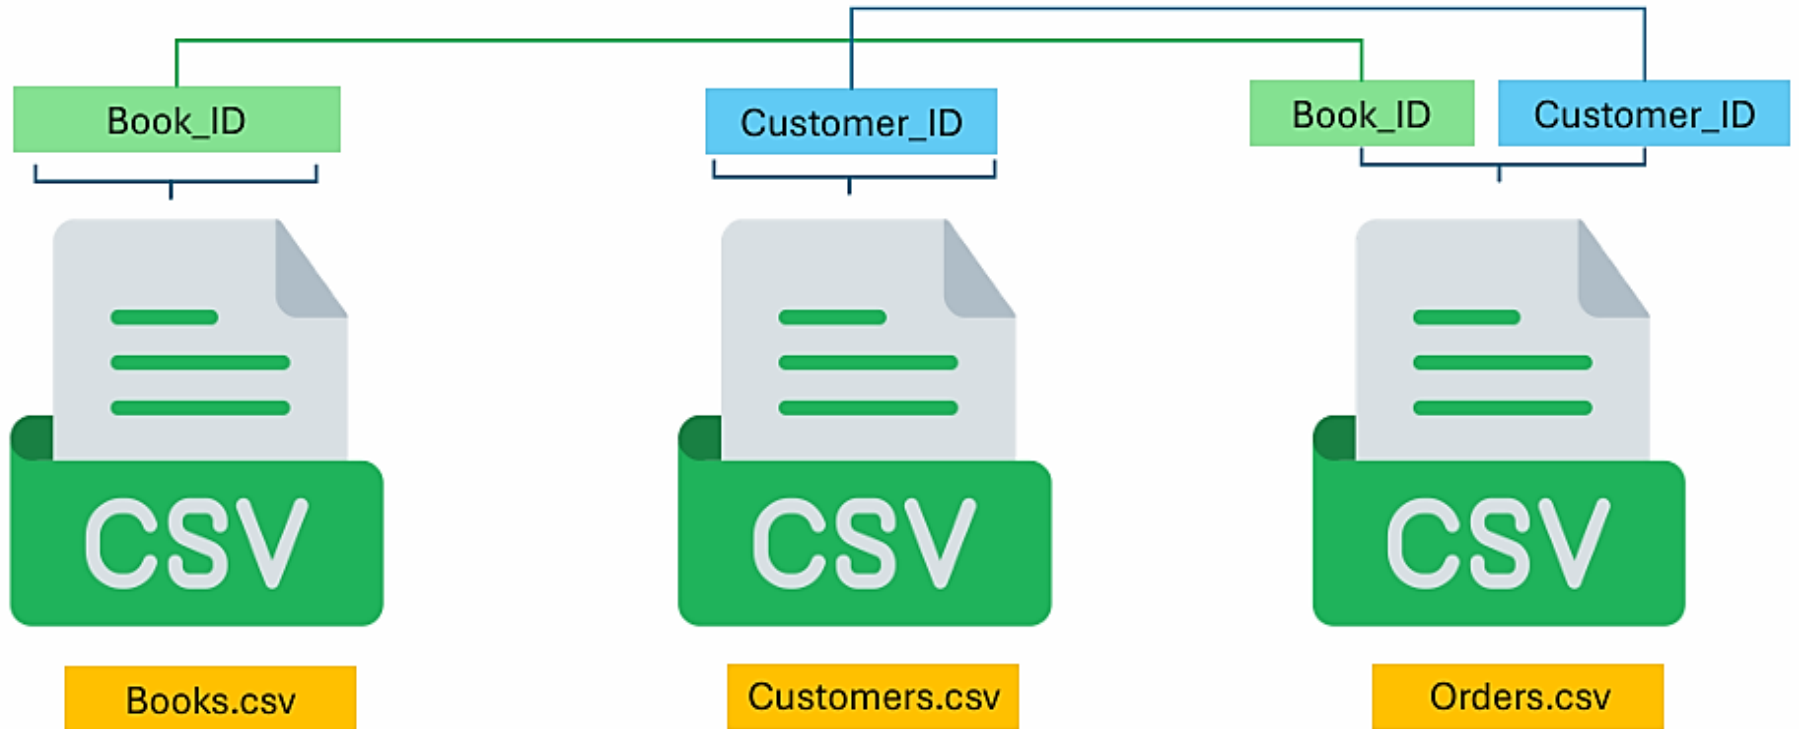 Book_ID
Customer_ID
Book_ID
Customer_ID
CSV
CSV
CSV
Books.csv
Customers.csv
Orders.csv